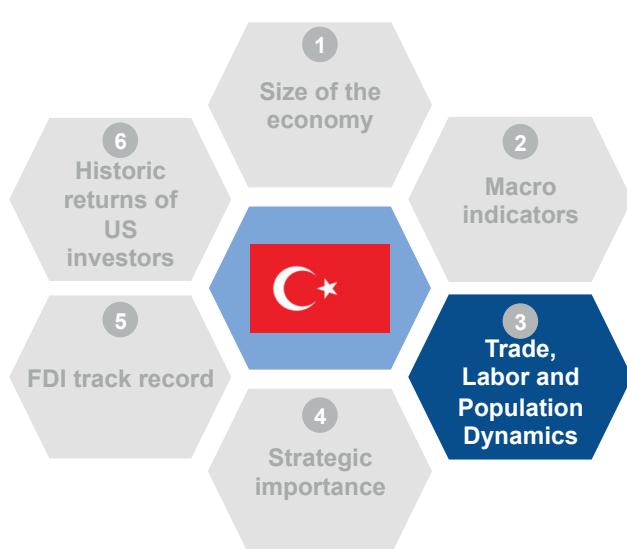 1
Size of the
economy
2
Macro
indicators
3
Trade,
Labor and
Population
Dynamics
4
Strategic
importance
5
FDI track record
6
Historic
returns of
US
investors